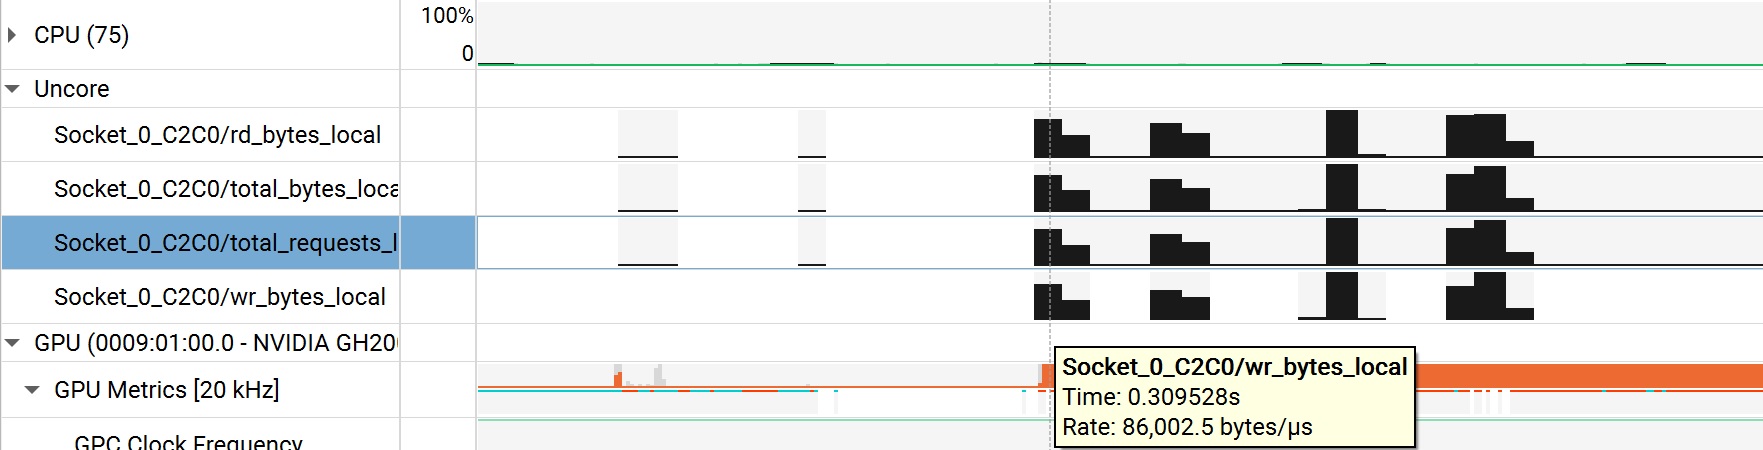 100%
CPU (75)
0
Uncore
Socket_0_C2C0/rd_bytes_local
Socket_0_C2C0/total_bytes_loca
Socket_0_C2C0/total_requests_l
Socket_0_C2C0/wr_bytes_local
GPU (0009:01:00.0 - NVIDIA GH20
Socket_0_C2C0/wr_bytes_local
Time: 0.309528s
Rate: 86,002.5 bytes/µs
GPU Metrics [20 kHz]
GPC Clock Frequency